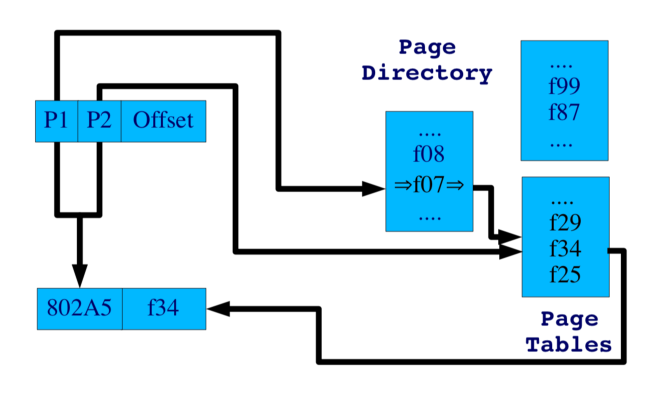 Page
Directory
....
f99
f87
....
P1 P2 Offset
....
f08
⇒f07⇒
....
....
f29
f34
f25
802A5 f34
Page
Tables